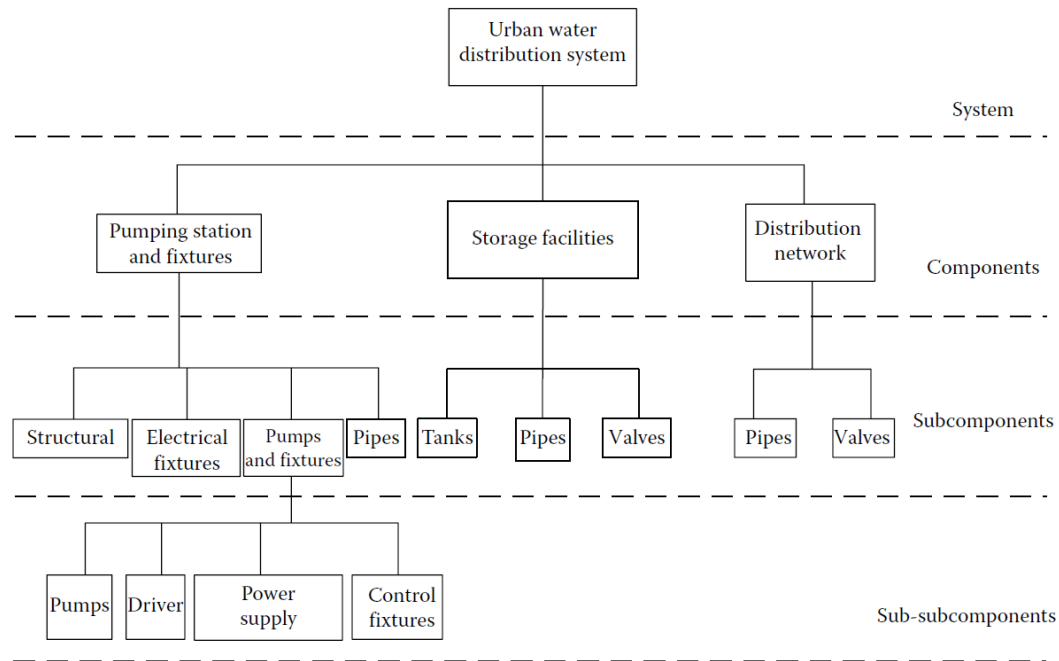 Urban water
distribution system
System
Pumping station
and fixtures
Storage facilities
Distribution
network
Components
Structural
Electrical
fixtures
Pumps
and fixtures
Pipes
Tanks
Pipes
Valves
Pipes
Valves
Subcomponents
Pumps
Driver
Power
supply
Control
fixtures
Sub-subcomponents